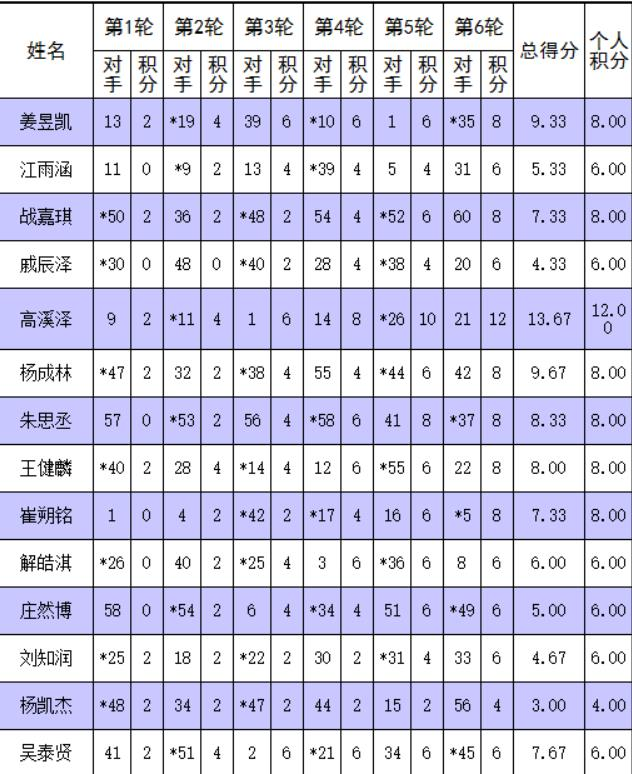 姓名 第1轮 第2轮 第3轮 第4轮 第5轮 第6轮 总得分 个人积分
对手 积分 对手 积分 对手 积分 对手 积分 对手 积分 对手 积分
姜昱凯 13 2 *19 4 39 6 *10 6 1 6 *35 8 9.33 8.00
江雨涵 11 0 *9 2 13 4 *39 4 5 4 31 6 5.33 6.00
战嘉琪 *50 2 36 2 *48 2 54 4 *52 6 60 8 7.33 8.00
戚辰泽 *30 0 48 0 *40 2 28 4 *38 4 20 6 4.33 6.00
高溪泽 9 2 *11 4 1 6 14 8 *26 10 21 12 13.67 12.00
杨成林 *47 2 32 2 *38 4 55 4 *44 6 42 8 9.67 8.00
朱思丞 57 0 *53 2 56 4 *58 6 41 8 *37 8 8.33 8.00
王健麟 *40 2 28 4 *14 4 12 6 *55 6 22 8 8.00 8.00
崔朔铭 1 0 4 2 *42 2 *17 4 16 6 *5 8 7.33 8.00
解皓淇 *26 0 40 2 *25 4 3 6 *36 6 8 6 6.00 6.00
庄然博 58 0 *54 2 6 4 *34 4 51 6 *49 6 5.00 6.00
刘知润 *25 2 18 2 *22 2 30 2 *31 4 33 6 4.67 6.00
杨凯杰 *48 2 34 2 *47 2 44 2 15 2 56 4 3.00 4.00
吴泰贤 41 2 *51 4 2 6 *21 6 34 6 *45 6 7.67 6.00